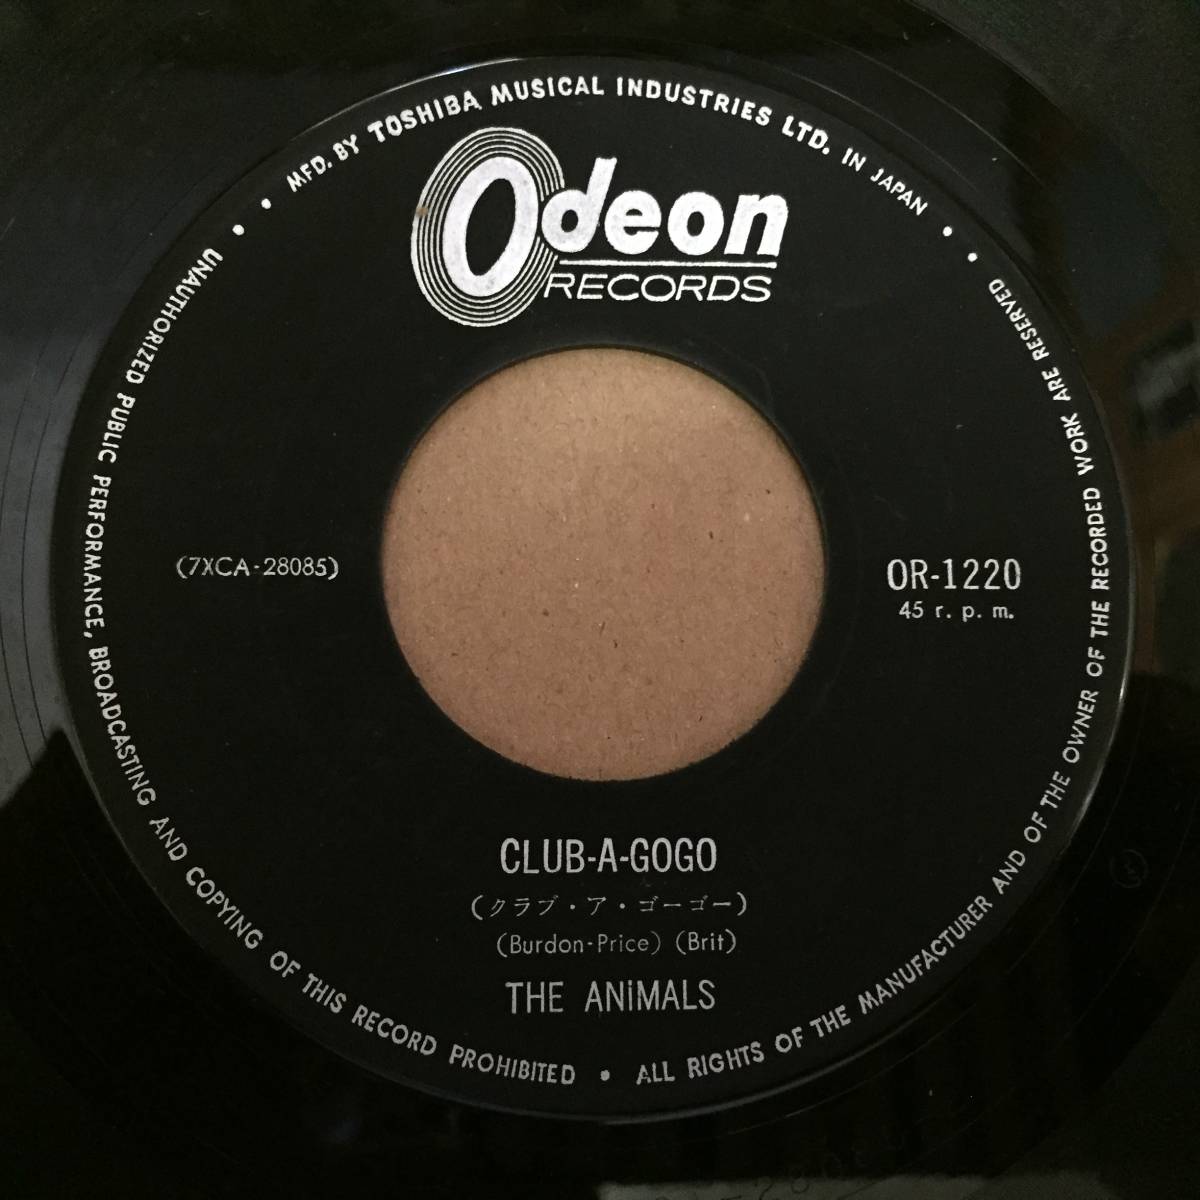 MFD. BY TOSHIBA MUSICAL INDUSTRIES LTD. IN JAPAN
Odeon
RECORDS
(7XCA-28085)
OR-1220
45 r. p. m.
CLUB-A-GOGO
(クラブ・ア・ゴーゴー)
(Burdon-Price) (Brit)
THE ANiMALS
UNAUTHORIZED PUBLIC PERFORMANCE, BROADCASTING AND COPYING OF THIS RECORD PROHIBITED • ALL RIGHTS OF THE MANUFACTURER AND OF THE OWNER OF THE RECORDED WORK ARE RESERVED